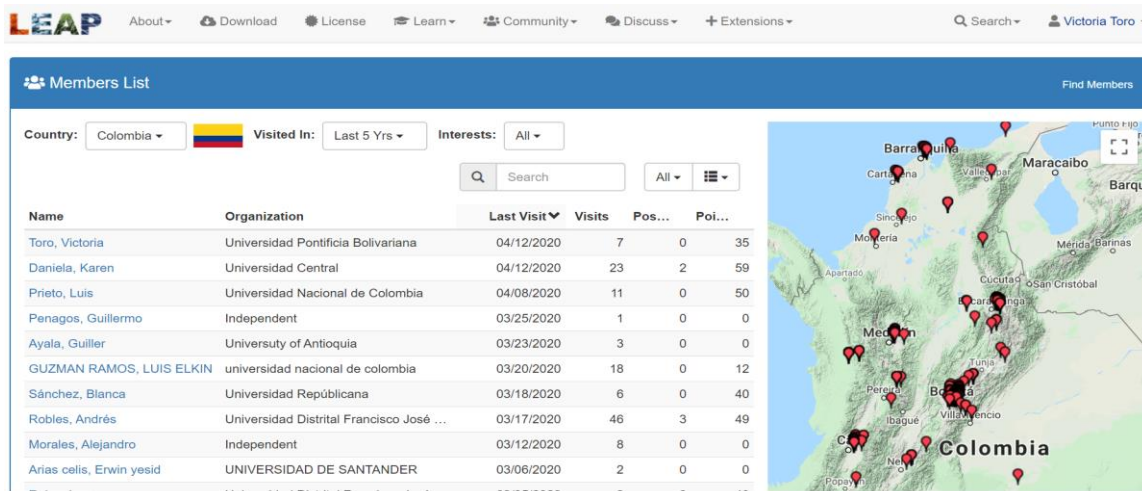 LEAP About Download License Learn Community Discuss Extensions Search Victoria Toro
Members List Find Members
Country: Colombia Visited In: Last 5 Yrs Interests: All
Search All
Name Organization Last Visit Visits Pos... Poi...
Toro, Victoria Universidad Pontificia Bolivariana 04/12/2020 7 0 35
Daniela, Karen Universidad Central 04/12/2020 23 2 59
Prieto, Luis Universidad Nacional de Colombia 04/08/2020 11 0 50
Penagos, Guillermo Independent 03/25/2020 1 0 0
Ayala, Guiller Universuty of Antioquia 03/23/2020 3 0 0
GUZMAN RAMOS, LUIS ELKIN universidad nacional de colombia 03/20/2020 18 0 12
Sánchez, Blanca Universidad Repúblicana 03/18/2020 6 0 40
Robles, Andrés Universidad Distrital Francisco José ... 03/17/2020 46 3 49
Morales, Alejandro Independent 03/12/2020 8 0 0
Arias celis, Erwin yesid UNIVERSIDAD DE SANTANDER 03/06/2020 2 0 0
Punto Fijo
Maracaibo
Barqu
Sincelejo
Montería
Mérida
Barinas
Apartadó
Cúcuta
San Cristóbal
Tunja
Pereira
Ibagué
Colombia
Popayán